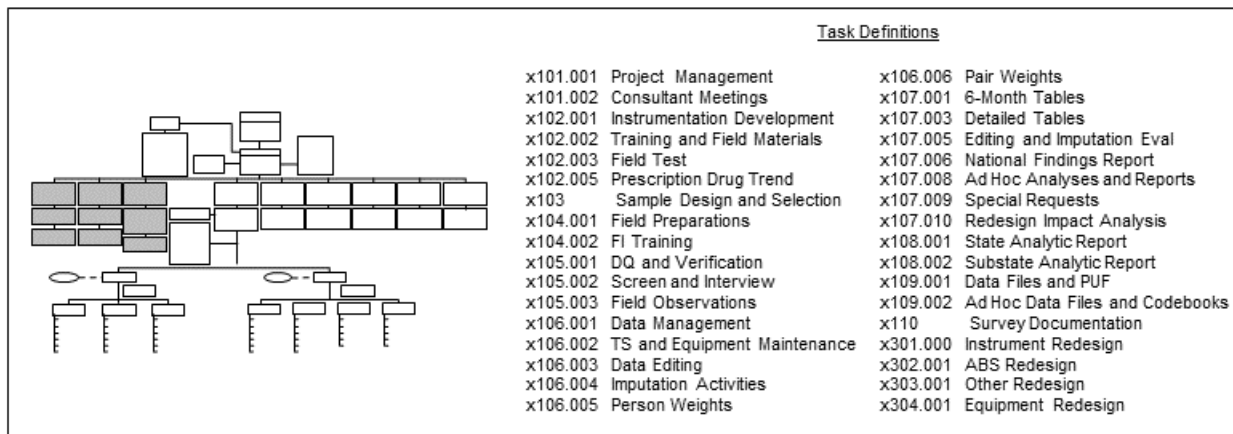 Task Definitions
x101.001 Project Management
x101.002 Consultant Meetings
x102.001 Instrumentation Development
x102.002 Training and Field Materials
x102.003 Field Test
x102.005 Prescription Drug Trend
x103 Sample Design and Selection
x104.001 Field Preparations
x104.002 FI Training
x105.001 DQ and Verification
x105.002 Screen and Interview
x105.003 Field Observations
x106.001 Data Management
x106.002 TS and Equipment Maintenance
x106.003 Data Editing
x106.004 Imputation Activities
x106.005 Person Weights
x106.006 Pair Weights
x107.001 6-Month Tables
x107.003 Detailed Tables
x107.005 Editing and Imputation Eval
x107.006 National Findings Report
x107.008 Ad Hoc Analyses and Reports
x107.009 Special Requests
x107.010 Redesign Impact Analysis
x108.001 State Analytic Report
x108.002 Substate Analytic Report
x109.001 Data Files and PUF
x109.002 Ad Hoc Data Files and Codebooks
x110 Survey Documentation
x301.000 Instrument Redesign
x302.001 ABS Redesign
x303.001 Other Redesign
x304.001 Equipment Redesign